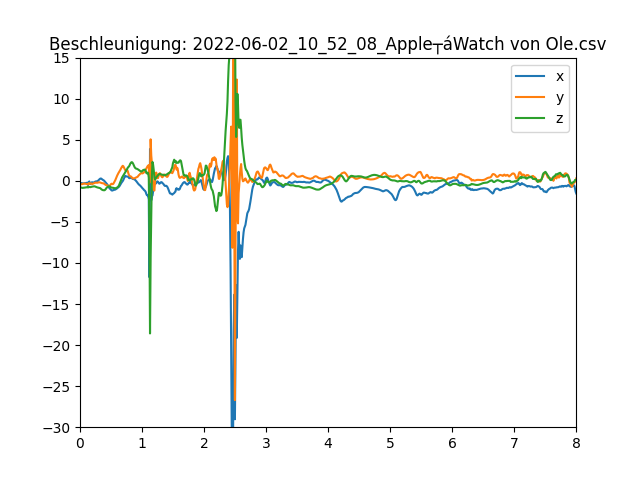 Beschleunigung: 2022-06-02_10_52_08_Apple┬áWatch von Ole.csv
15
10
5
0
−5
−10
−15
−20
−25
−30
0 1 2 3 4 5 6 7 8
x
y
z